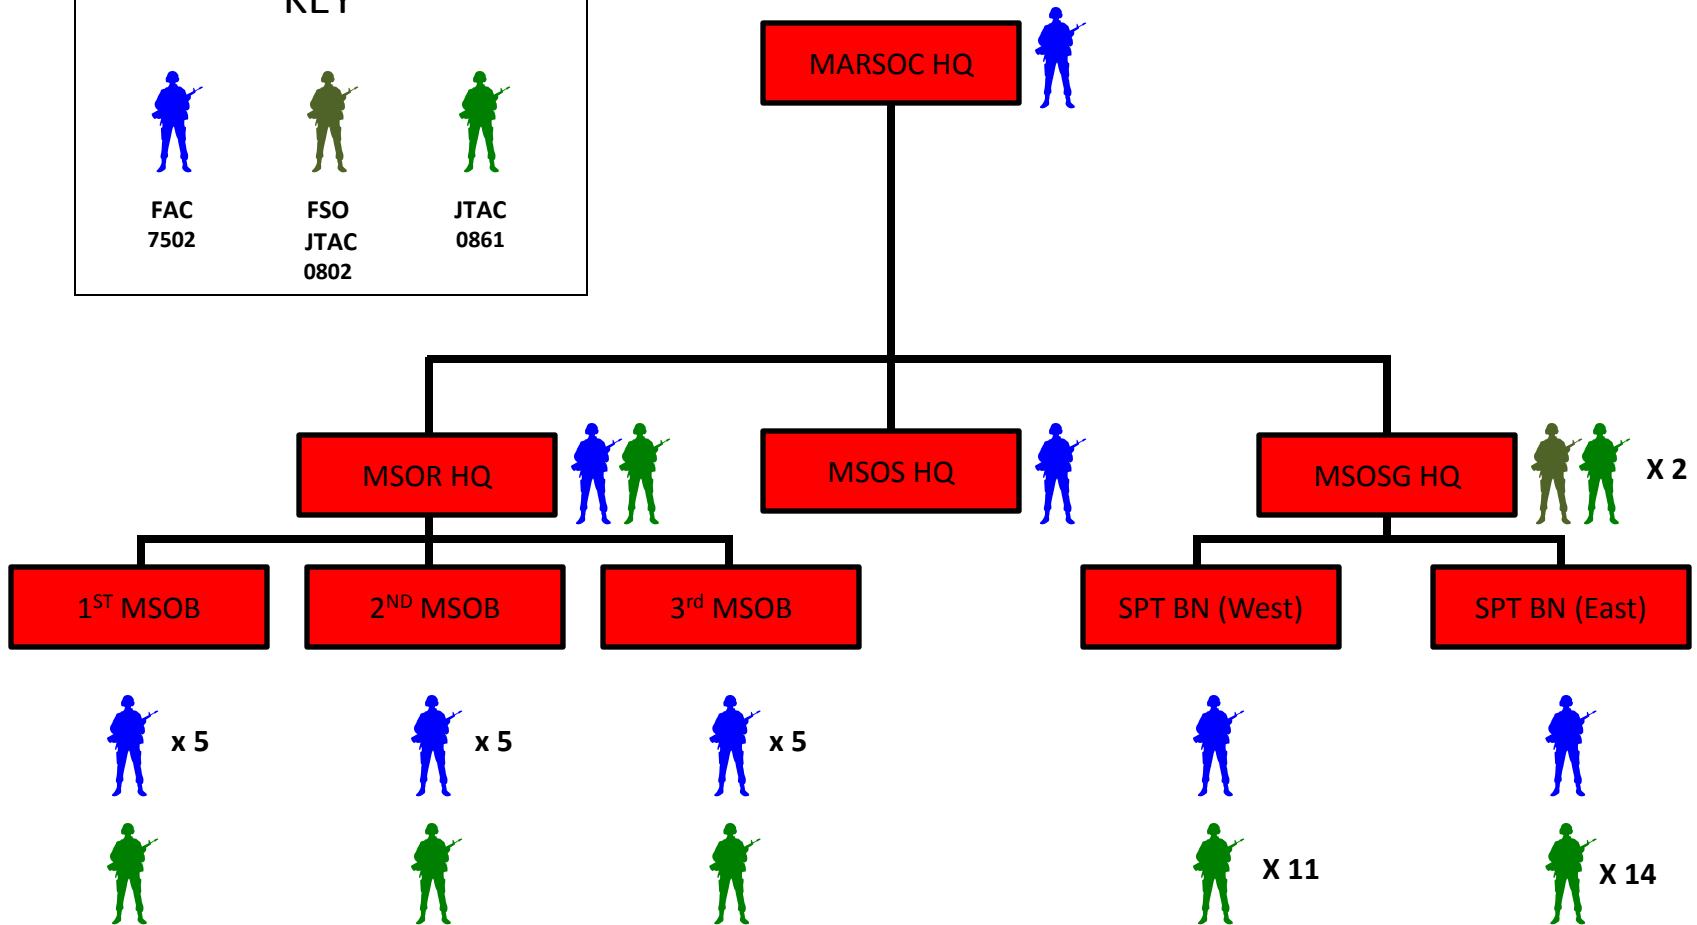 KEY
FAC
7502
FSO
JTAC
0802
JTAC
0861
MARSOC HQ
MSOR HQ
MSOS HQ
MSOSG HQ
X 2
1ST MSOB
2ND MSOB
3rd MSOB
SPT BN (West)
SPT BN (East)
x 5
x 5
x 5
X 11
X 14